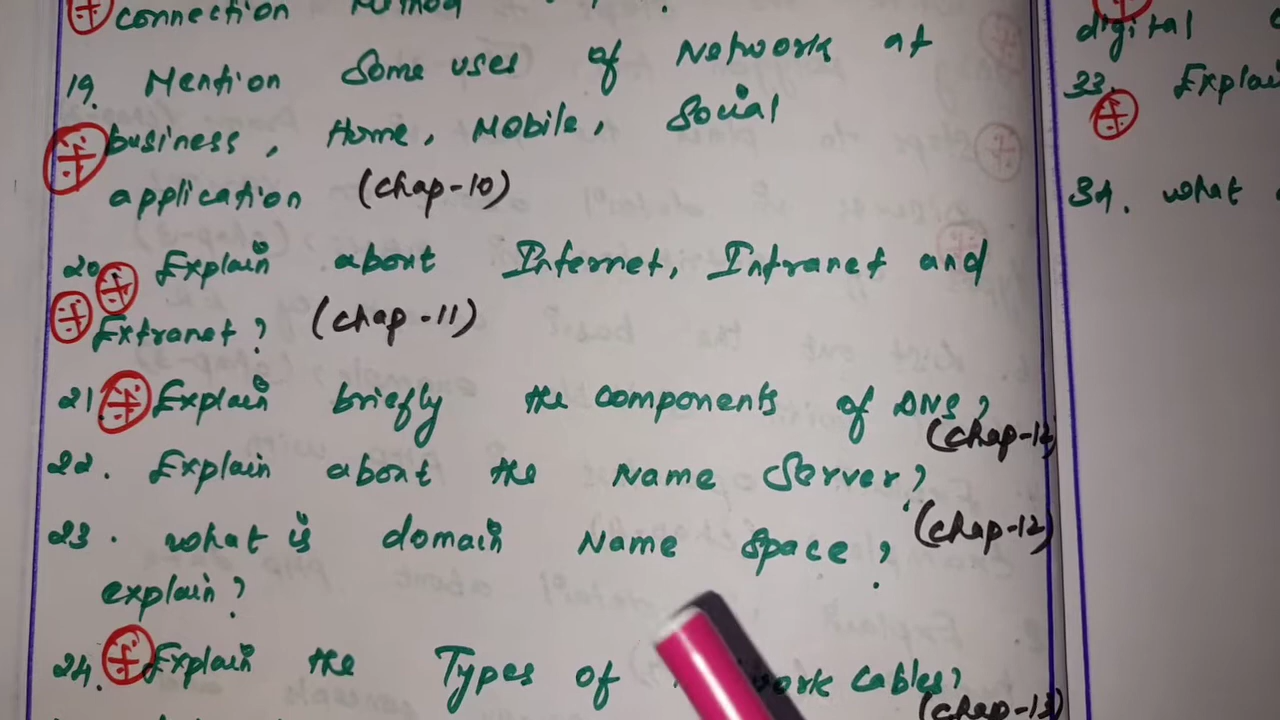 connection Method
19. Mention Some uses of Network at
business, Home, Mobile, Social
application (chap-10)
20. Explain about Internet, Intranet and
Extranet? (chap-11)
21. Explain briefly the components of DNS?
(chap-12)
22. Explain about the Name Server?
(chap-12)
23. what is domain Name Space?
explain?
24. Explain the Types of cables?
(chap-13)
digital
33. Explain
34. what